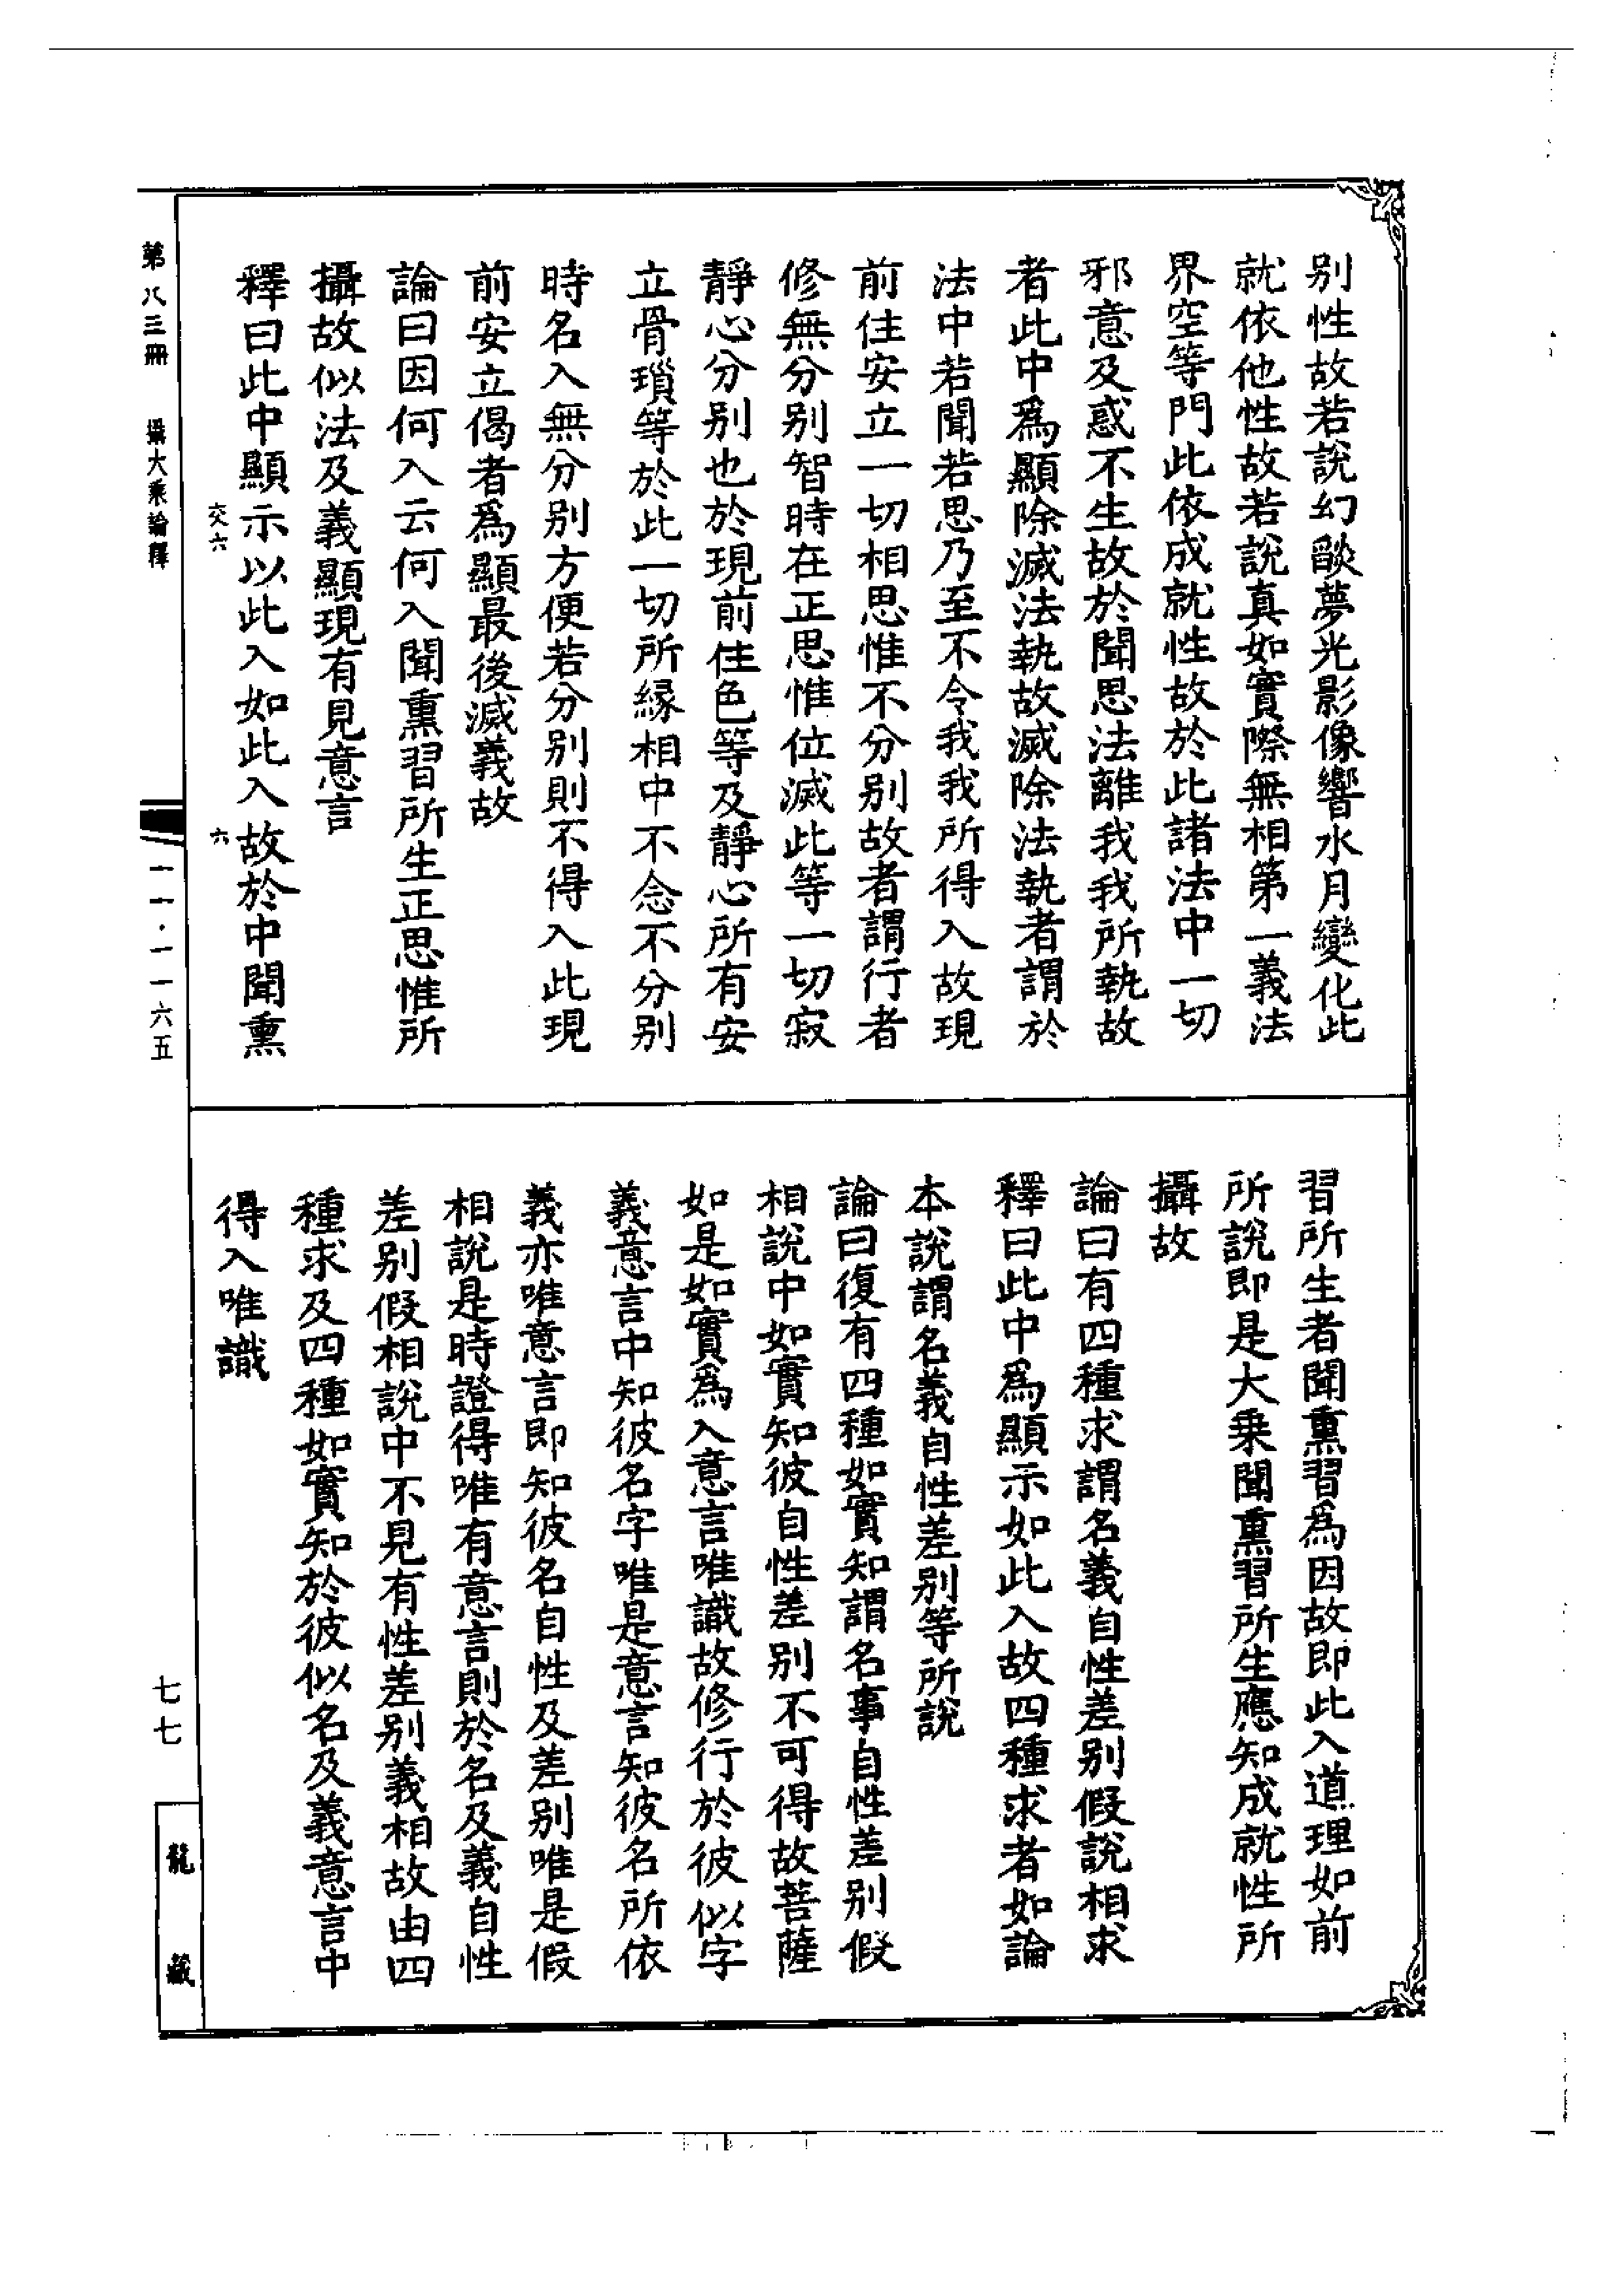 别性故若說幻燄夢光影像響水月變化此
就依他性故若說真如實際無相第一義法
界空等門此依成就性故於此諸法中一切
邪意及惑不生故於聞思法離我我所執故
者此中爲顯除滅法執故滅除法執者謂於
法中若聞若思乃至不令我我所得入故現
前住安立一切相思惟不分别故者謂行者
修無分别智時在正思惟位滅此等一切寂
靜心分别也於現前住色等及靜心所有安
立骨瑣等於此一切所緣相中不念不分别
時名入無分别方便若分别則不得入此現
前安立偈者爲顯最後滅義故
論曰因何入云何入聞熏習所生正思惟所
攝故似法及義顯現有見意言
釋曰此中顯示以此入如此入故於中聞熏
習所生者聞熏習爲因故即此入道理如前
所說即是大乗聞熏習所生應知成就性所
攝故
論曰有四種求謂名義自性差别假說相求
釋曰此中爲顯示如此入故四種求者如論
本說謂名義自性差别等所說
論曰復有四種如實知謂名事自性差别假
相說中如實知彼自性差别不可得故菩薩
如是如實爲入意言唯識故修行於彼似字
義意言中知彼名字唯是意言知彼名所依
義亦唯意言即知彼名自性及差别唯是假
相說是時證得唯有意言則於名及義自性
差别假相說中不見有性差别義相故由四
種求及四種如實知於彼似名及義意言中
得入唯識
交六
六
第八三冊 攝大乘論釋
一一·一一六五
七七
龍藏